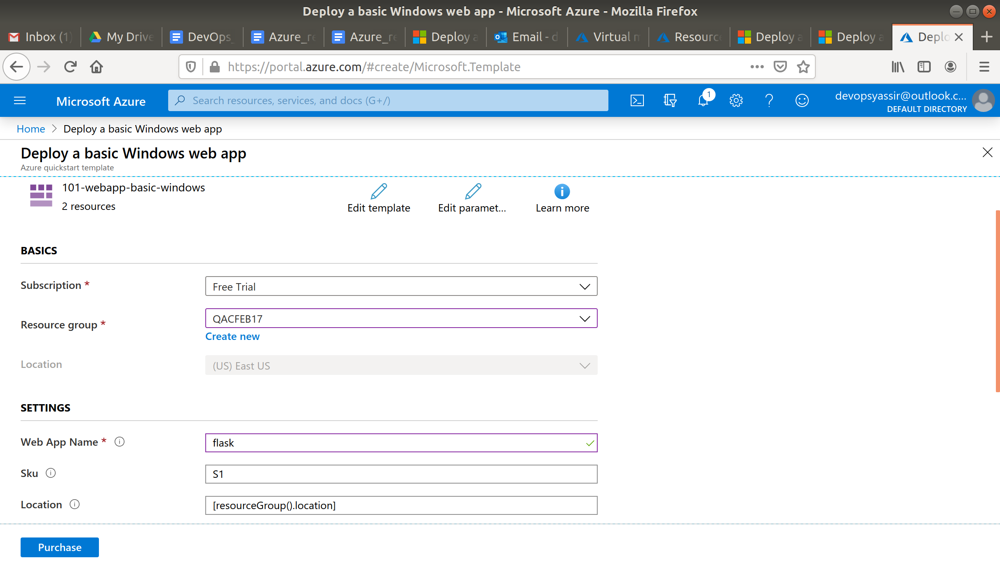 Deploy a basic Windows web app - Microsoft Azure - Mozilla Firefox
Inbox (1) My Drive DevOps_ Azure_re Azure_re Deploy a Email - d Virtual m Resource Deploy a Deploy a Deplo
https://portal.azure.com/#create/Microsoft.Template
Microsoft Azure
Search resources, services, and docs (G+/)
1
devopsyassir@outlook.c...
DEFAULT DIRECTORY
Home > Deploy a basic Windows web app
Deploy a basic Windows web app
Azure quickstart template
101-webapp-basic-windows
2 resources
Edit template Edit paramet... Learn more
BASICS
Subscription * Free Trial
Resource group * QACFEB17
Create new
Location (US) East US
SETTINGS
Web App Name * flask
Sku S1
Location [resourceGroup().location]
Purchase